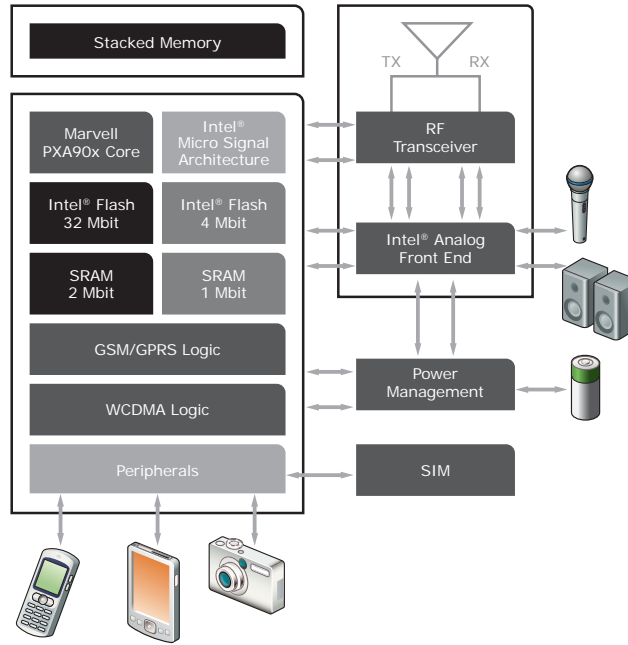 Stacked Memory
TX
RX
Marvell
PXA90x Core
Intel®
Micro Signal
Architecture
RF
Transceiver
Intel® Flash
32 Mbit
Intel® Flash
4 Mbit
Intel® Analog
Front End
SRAM
2 Mbit
SRAM
1 Mbit
GSM/GPRS Logic
Power
Management
WCDMA Logic
Peripherals
SIM